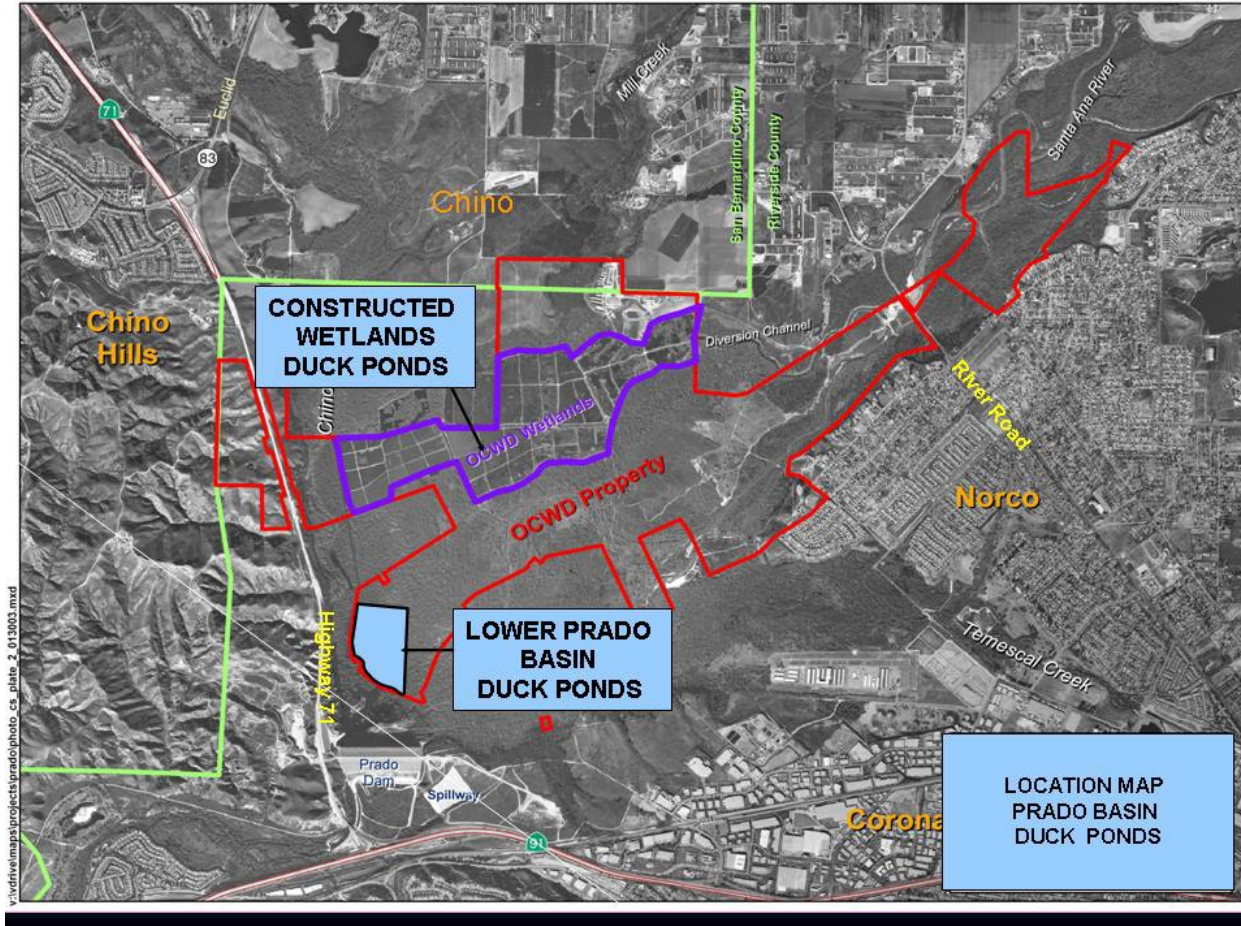 71
Euclid
83
Mill Creek
Santa Ana River
Chino
San Bernardino County
Riverside County
Chino
Hills
CONSTRUCTED
WETLANDS
DUCK PONDS
Diversion Channel
Chino
OCWD Wetlands
River Road
OCWD Property
Norco
Highway 71
LOWER PRADO
BASIN
DUCK PONDS
Temescal Creek
Prado
Dam
Spillway
91
Corona
LOCATION MAP
PRADO BASIN
DUCK PONDS
v:\vdrive\maps\projects\prado\photo_cs_plate_2_013003.mxd